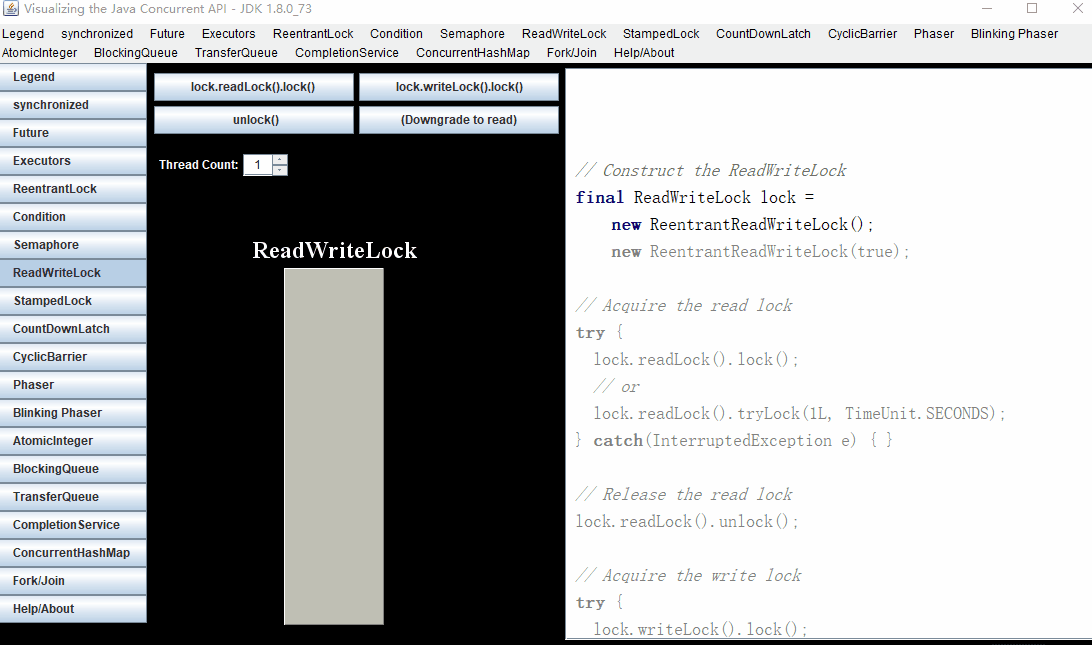 Visualizing the Java Concurrent API - JDK 1.8.0_73
Legend synchronized Future Executors ReentrantLock Condition Semaphore ReadWriteLock StampedLock CountDownLatch CyclicBarrier Phaser Blinking Phaser
AtomicInteger BlockingQueue TransferQueue CompletionService ConcurrentHashMap Fork/Join Help/About
Legend
synchronized
Future
Executors
ReentrantLock
Condition
Semaphore
ReadWriteLock
StampedLock
CountDownLatch
CyclicBarrier
Phaser
Blinking Phaser
AtomicInteger
BlockingQueue
TransferQueue
CompletionService
ConcurrentHashMap
Fork/Join
Help/About
lock.readLock().lock() lock.writeLock().lock()
unlock() (Downgrade to read)
Thread Count: 1
ReadWriteLock
// Construct the ReadWriteLock
final ReadWriteLock lock =
new ReentrantReadWriteLock();
new ReentrantReadWriteLock(true);
// Acquire the read lock
try {
lock.readLock().lock();
// or
lock.readLock().tryLock(1L, TimeUnit.SECONDS);
} catch(InterruptedException e) { }
// Release the read lock
lock.readLock().unlock();
// Acquire the write lock
try {
lock.writeLock().lock();